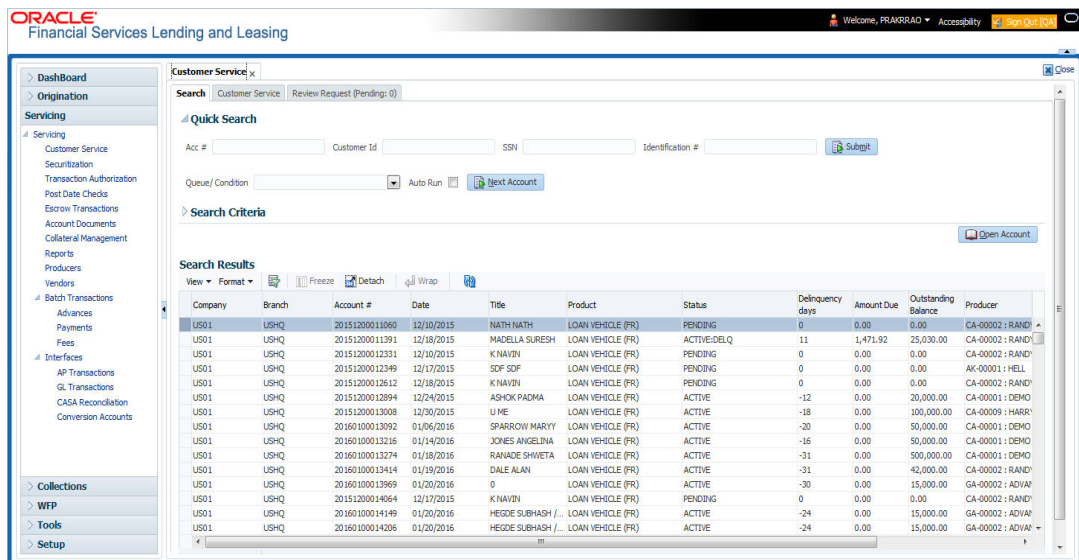 ORACLE®
Financial Services Lending and Leasing
Welcome, PRAKRRAO Accessibility Sign Out [QA]
DashBoard
Origination
Servicing
Servicing
Customer Service
Securitization
Transaction Authorization
Post Date Checks
Escrow Transactions
Account Documents
Collateral Management
Reports
Producers
Vendors
Batch Transactions
Advances
Payments
Fees
Interfaces
AP Transactions
GL Transactions
CASA Reconciliation
Conversion Accounts
Collections
WFP
Tools
Setup
Customer Service x
Close
Search Customer Service Review Request (Pending: 0)
Quick Search
Acc # Customer Id SSN Identification # Submit
Queue/ Condition Auto Run Next Account
Search Criteria
Open Account
Search Results
View Format Freeze Detach Wrap
Company Branch Account # Date Title Product Status Delinquency days Amount Due Outstanding Balance Producer
US01 USHQ 20151200011060 12/10/2015 NATH NATH LOAN VEHICLE (FR) PENDING 0 0.00 0.00 CA-00002 : RANDY
US01 USHQ 20151200011391 12/18/2015 MADELLA SURESH LOAN VEHICLE (FR) ACTIVE:DELQ 11 1,471.92 25,030.00 CA-00002 : RANDY
US01 USHQ 20151200012331 12/10/2015 K NAVIN LOAN VEHICLE (FR) PENDING 0 0.00 0.00 CA-00002 : RANDY
US01 USHQ 20151200012349 12/17/2015 SDF SDF LOAN VEHICLE (FR) PENDING 0 0.00 0.00 AK-00001 : HELL
US01 USHQ 20151200012612 12/18/2015 K NAVIN LOAN VEHICLE (FR) PENDING 0 0.00 0.00 CA-00002 : RANDY
US01 USHQ 20151200012894 12/24/2015 ASHOK PADMA LOAN VEHICLE (FR) ACTIVE -12 0.00 20,000.00 CA-00001 : DEMO
US01 USHQ 20151200013008 12/30/2015 U ME LOAN VEHICLE (FR) ACTIVE -18 0.00 100,000.00 CA-00009 : HARRY
US01 USHQ 20160100013092 01/06/2016 SPARROW MARYY LOAN VEHICLE (FR) ACTIVE -20 0.00 50,000.00 CA-00001 : DEMO
US01 USHQ 20160100013216 01/14/2016 JONES ANGELINA LOAN VEHICLE (FR) ACTIVE -16 0.00 50,000.00 CA-00001 : DEMO
US01 USHQ 20160100013274 01/18/2016 RANADE SHWETA LOAN VEHICLE (FR) ACTIVE -31 0.00 500,000.00 CA-00001 : DEMO
US01 USHQ 20160100013414 01/19/2016 DALE ALAN LOAN VEHICLE (FR) ACTIVE -31 0.00 42,000.00 CA-00002 : RANDY
US01 USHQ 20160100013969 01/20/2016 0 LOAN VEHICLE (FR) ACTIVE -30 0.00 15,000.00 GA-00002 : ADVAN
US01 USHQ 20151200014064 12/17/2015 K NAVIN LOAN VEHICLE (FR) PENDING 0 0.00 0.00 CA-00002 : RANDY
US01 USHQ 20160100014149 01/20/2016 HEGDE SUBHASH /... LOAN VEHICLE (FR) ACTIVE -24 0.00 15,000.00 GA-00002 : ADVAN
US01 USHQ 20160100014206 01/20/2016 HEGDE SUBHASH /... LOAN VEHICLE (FR) ACTIVE -24 0.00 15,000.00 GA-00002 : ADVAN